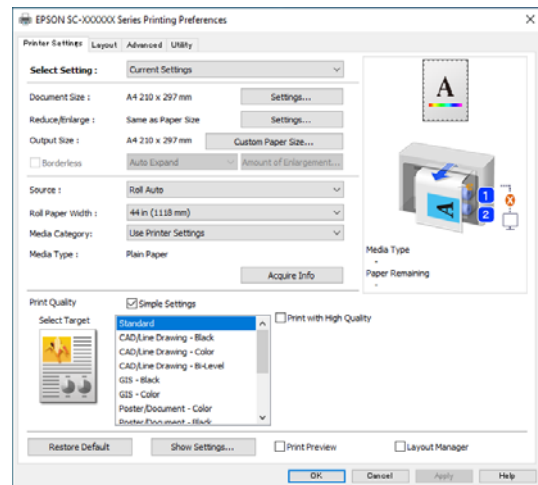 EPSON SC-XXXXXX Series Printing Preferences
Printer Settings Layout Advanced Utility
Select Setting : Current Settings
Document Size : A4 210 x 297 mm Settings...
Reduce/Enlarge : Same as Paper Size Settings...
Output Size : A4 210 x 297 mm Custom Paper Size...
Borderless Auto Expand Amount of Enlargement...
Source : Roll Auto
Roll Paper Width : 44 in (1118 mm)
Media Category: Use Printer Settings
Media Type : Plain Paper
Acquire Info
A
A
1
2
Media Type
-
Paper Remaining
-
Print Quality Simple Settings
Select Target
Standard
CAD/Line Drawing - Black
CAD/Line Drawing - Color
CAD/Line Drawing - Bi-Level
GIS - Black
GIS - Color
Poster/Document - Color
Poster/Document - Black
Print with High Quality
Restore Default Show Settings... Print Preview Layout Manager
OK Cancel Apply Help